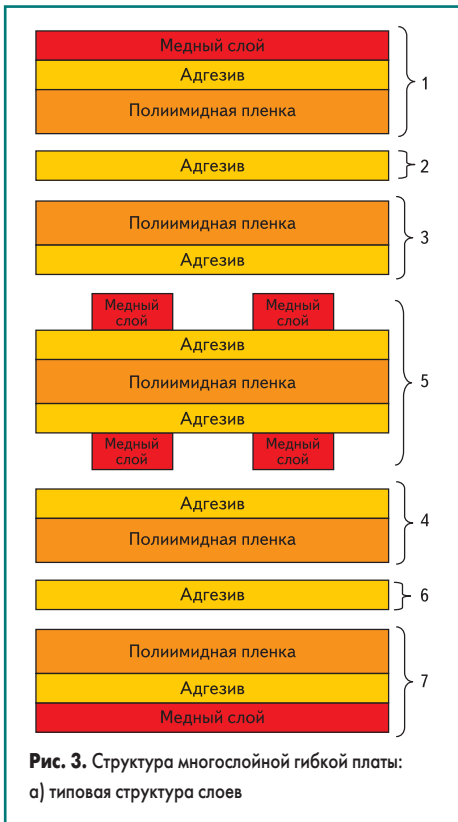 Медный слой
Адгезив
Полиимидная пленка
1
Адгезив
2
Полиимидная пленка
Адгезив
3
Медный
слой
Медный
слой
Адгезив
Полиимидная пленка
Адгезив
Медный
слой
Медный
слой
5
Адгезив
Полиимидная пленка
4
Адгезив
6
Полиимидная пленка
Адгезив
Медный слой
7
Рис. 3. Структура многослойной гибкой платы:
а) типовая структура слоев